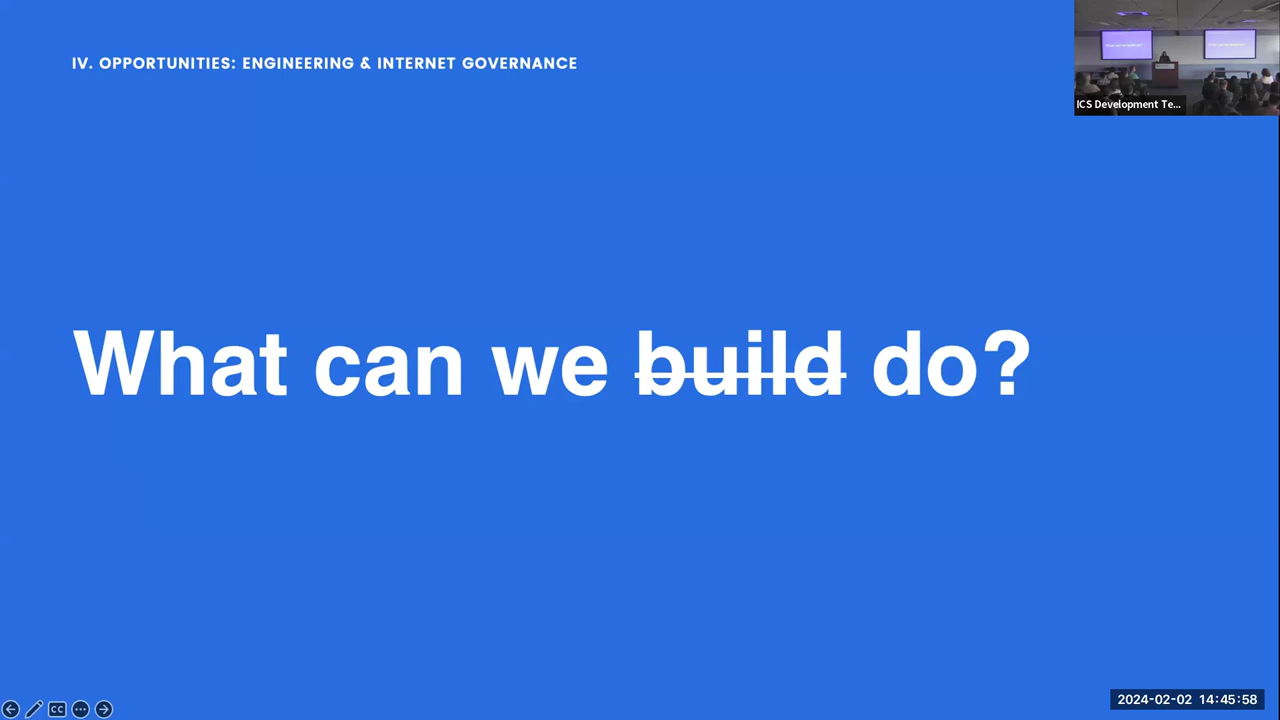 IV. OPPORTUNITIES: ENGINEERING & INTERNET GOVERNANCE
ICS Development Te...
What can we ~~build~~ do?
CC
2024-02-02 14:45:58